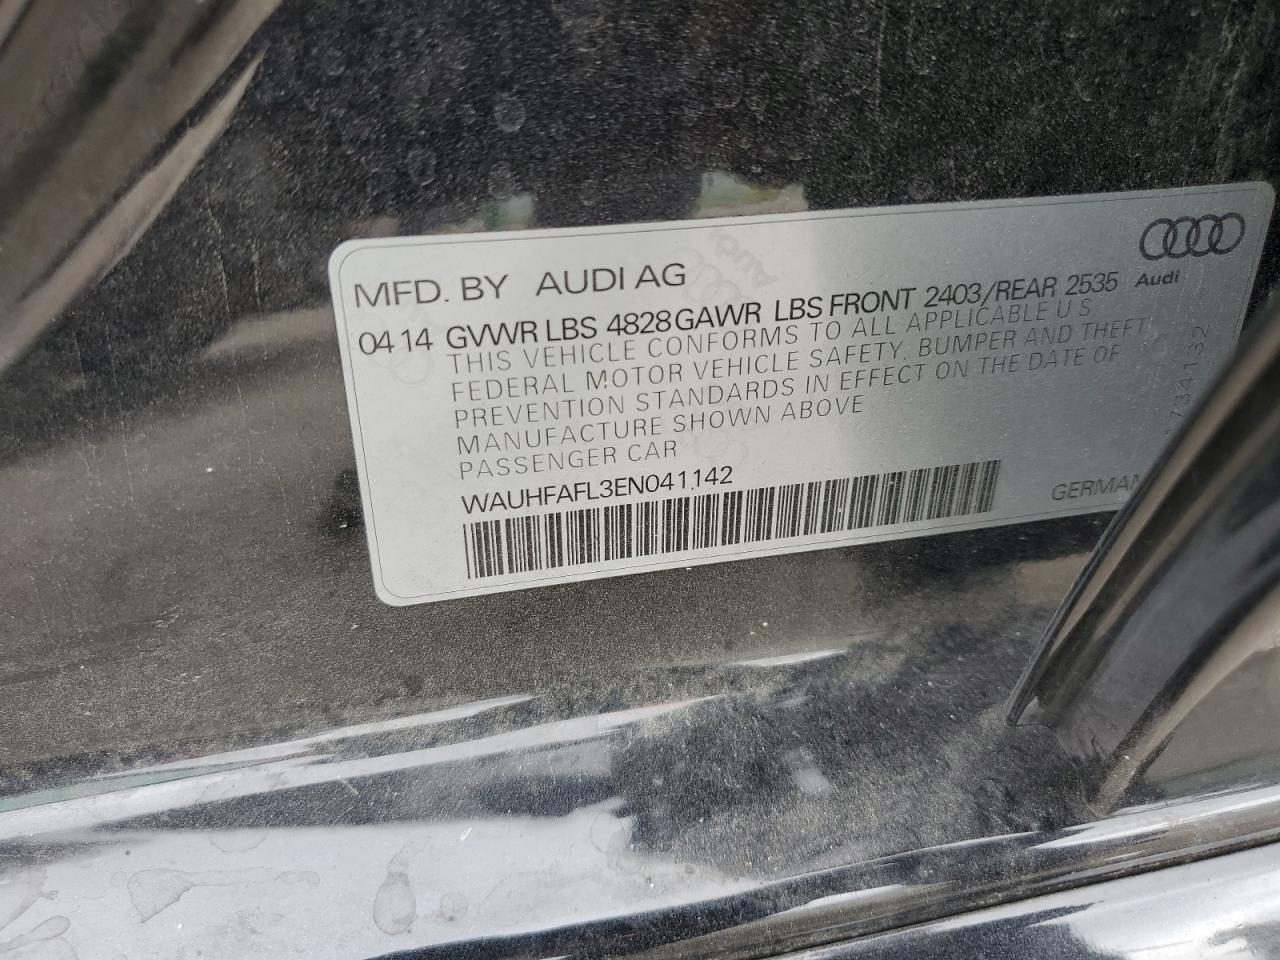 MFD. BY AUDI AG
Audi
04 14 GVWR LBS 4828 GAWR LBS FRONT 2403/REAR 2535
THIS VEHICLE CONFORMS TO ALL APPLICABLE U S
FEDERAL MOTOR VEHICLE SAFETY, BUMPER AND THEFT
PREVENTION STANDARDS IN EFFECT ON THE DATE OF
MANUFACTURE SHOWN ABOVE
PASSENGER CAR
WAUHFAFL3EN041142
GERMAN